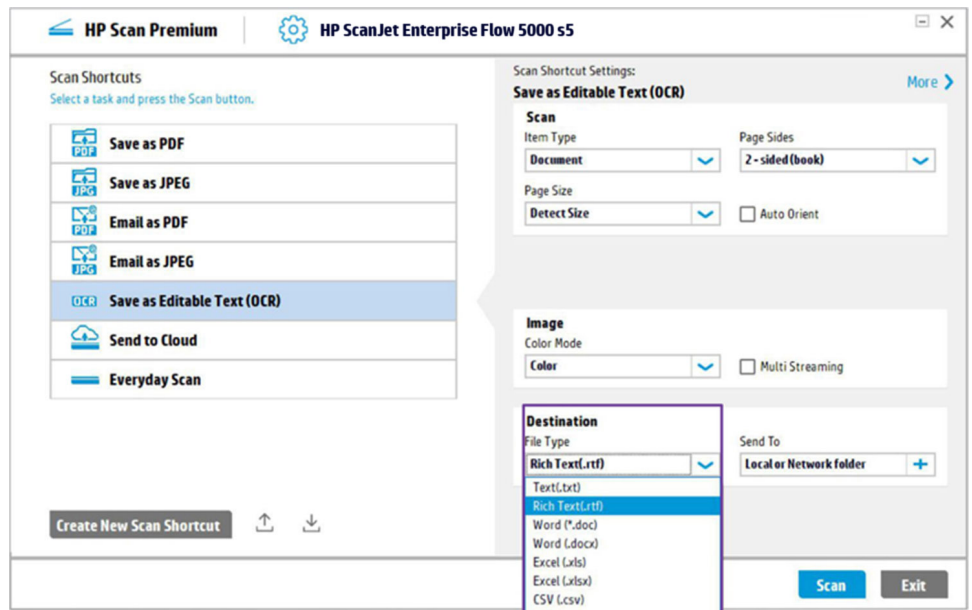 HP Scan Premium
HP ScanJet Enterprise Flow 5000 s5
Scan Shortcuts
Select a task and press the Scan button.
PDF
Save as PDF
JPG
Save as JPEG
PDF
Email as PDF
JPG
Email as JPEG
OCR
Save as Editable Text (OCR)
Send to Cloud
Everyday Scan
Create New Scan Shortcut
Scan Shortcut Settings:
More
Save as Editable Text (OCR)
Scan
Item Type
Page Sides
Document
2 - sided(book)
Page Size
Detect Size
Auto Orient
Image
Color Mode
Color
Multi Streaming
Destination
File Type
Send To
Rich Text(.rtf)
Local or Network folder
Text(.txt)
Rich Text(.rtf)
Word (*.doc)
Word (.docx)
Excel (.xls)
Excel (.xlsx)
CSV (.csv)
Scan
Exit